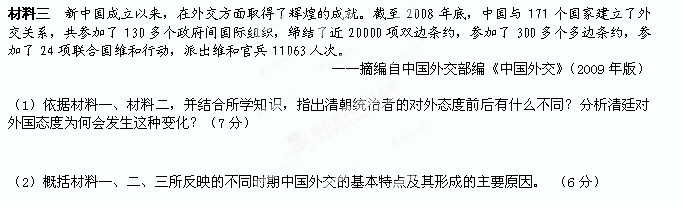 材料三 新中国成立以来，在外交方面取得了辉煌的成就。截至 2008 年底，中国与 171 个国家建立了外
交关系，共参加了 130 多个政府间国际组织，缔结了近 20000 项双边条约，参加了 300 多个多边条约，参
加了 24 项联合国维和行动，派出维和官兵 11063 人次。
——摘编自中国外交部编《中国外交》（2009 年版）
（1）依据材料一、材料二，并结合所学知识，指出清朝统治者的对外态度前后有什么不同？分析清廷对
外国态度为何会发生这种变化？（7 分）
（2）概括材料一、二、三所反映的不同时期中国外交的基本特点及其形成的主要原因。（6 分）